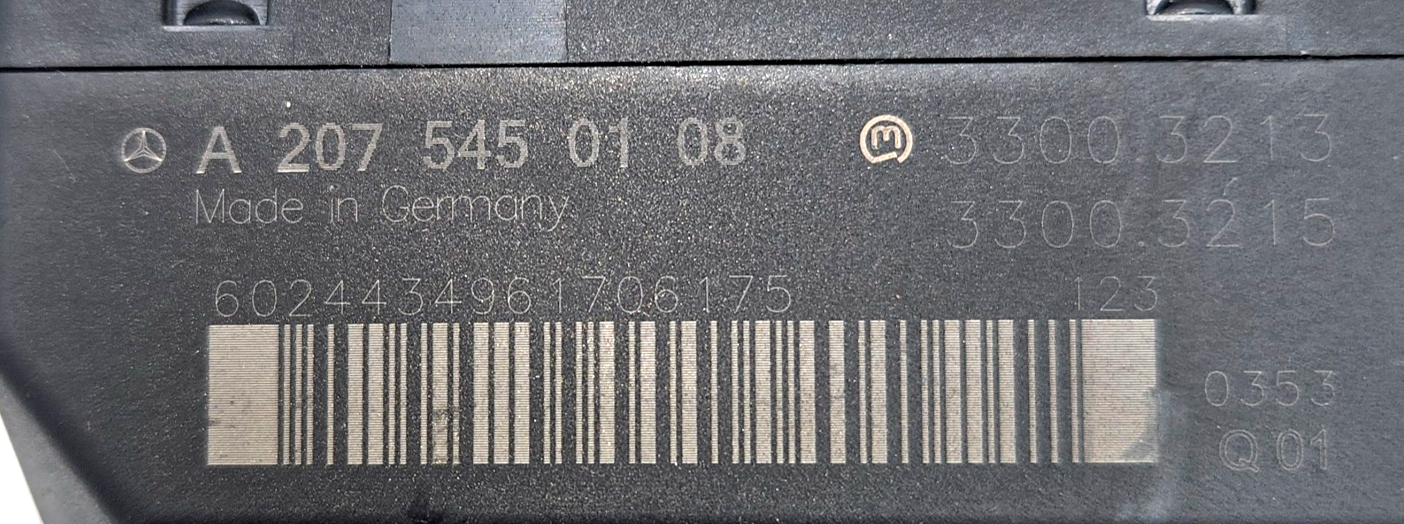 A 207 545 01 08
3300.3213
Made in Germany
3300.3215
6024434961706175 123
0353
Q01